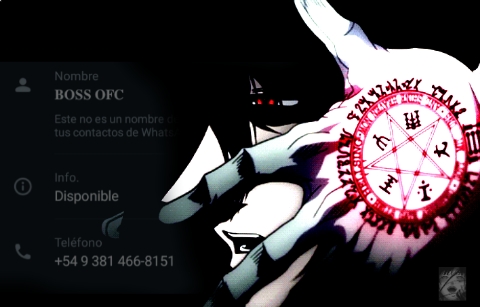 Nombre
BOSS OFC
Este no es un nombre d
tus contactos de Whats
Info.
Disponible
Teléfono
+54 9 381 466-8151